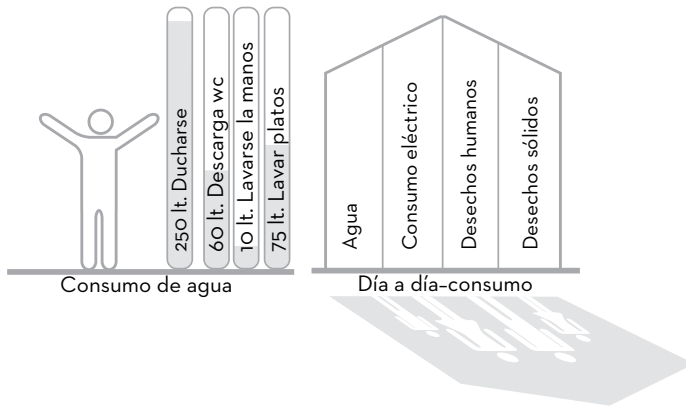 250 lt. Ducharse
60 lt. Descarga wc
10 lt. Lavarse la manos
75 lt. Lavar platos
Consumo de agua
Agua
Consumo eléctrico
Desechos humanos
Desechos sólidos
Día a día-consumo